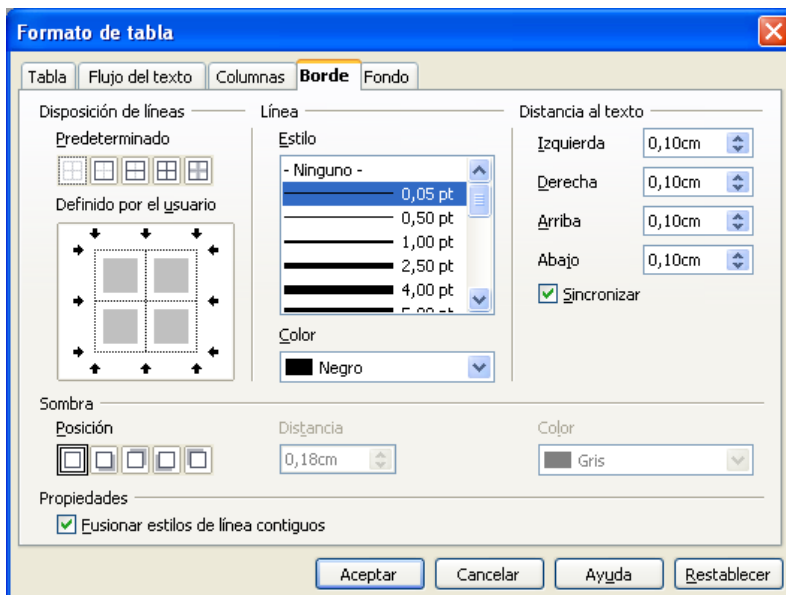 Formato de tabla
Tabla Flujo del texto Columnas Borde Fondo
Disposición de líneas
Predeterminado
Definido por el usuario
Línea
Estilo
- Ninguno -
0,05 pt
0,50 pt
1,00 pt
2,50 pt
4,00 pt
Color
Negro
Distancia al texto
Izquierda 0,10cm
Derecha 0,10cm
Arriba 0,10cm
Abajo 0,10cm
Sincronizar
Sombra
Posición
Distancia
0,18cm
Color
Gris
Propiedades
Fusionar estilos de línea contiguos
Aceptar Cancelar Ayuda Restablecer